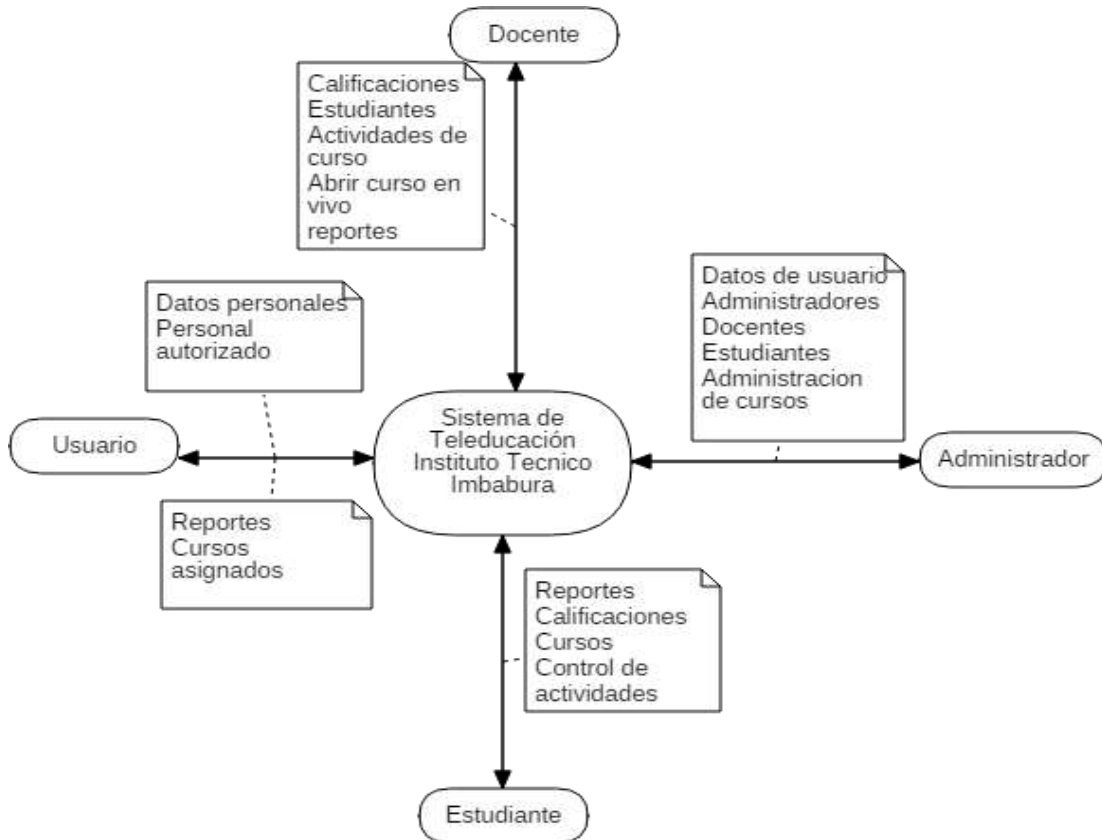 Docente
Calificaciones
Estudiantes
Actividades de
curso
Abrir curso en
vivo
reportes
Datos de usuario
Administradores
Docentes
Estudiantes
Administracion
de cursos
Datos personales
Personal
autorizado
Usuario
Sistema de
Teleducación
Instituto Tecnico
Imbabura
Administrador
Reportes
Cursos
asignados
Reportes
Calificaciones
Cursos
Control de
actividades
Estudiante